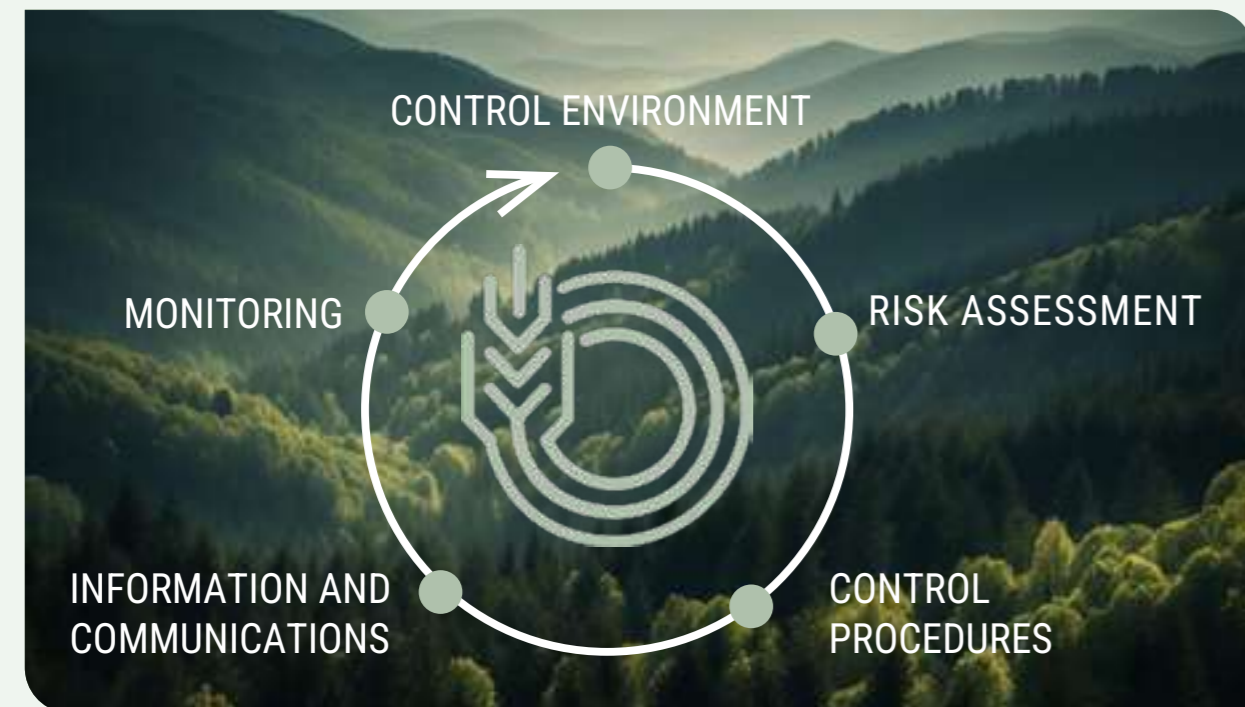 CONTROL ENVIRONMENT
RISK ASSESSMENT
CONTROL
PROCEDURES
INFORMATION AND
COMMUNICATIONS
MONITORING